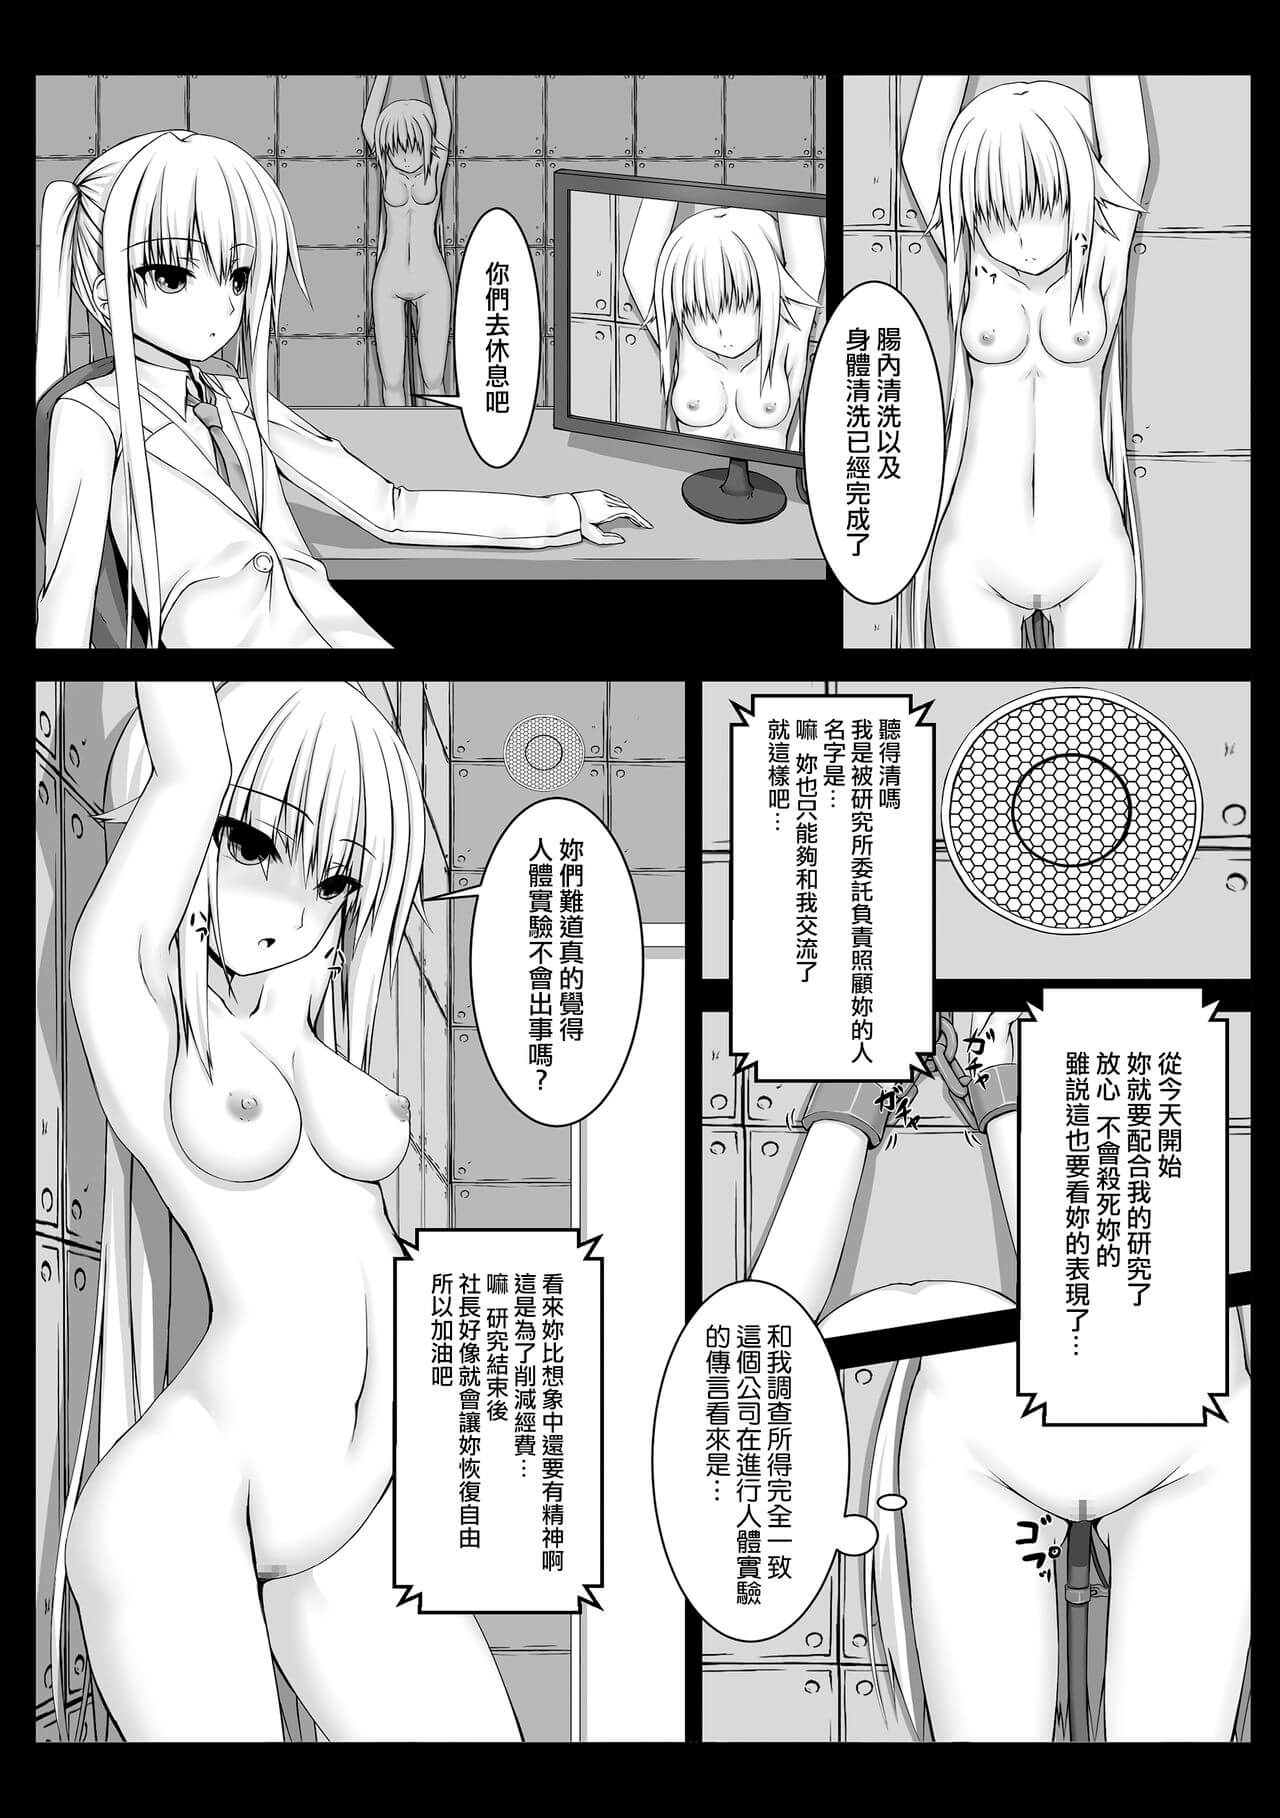 腸內清洗以及
身體清洗已經完成了
ハァ
ハァ
你們去休息吧
聽得清嗎
我是被研究所委託負責照顧妳的人
名字是…
嘛 妳也只能夠和我交流了
就這樣吧…
從今天開始
妳就要配合我的研究了
放心 不會殺死妳的
雖說這也要看妳的表現了…
ガチャ
ガチャ
和我調查所得完全一致
這個公司在進行人體實驗
的傳言看來是…
ゴプ。
妳們難道真的覺得
人體實驗不會出事嗎?
ハァ
ハァ
看來妳比想象中還要有精神啊
這是為了削減經費…
嘛 研究結束後
社長好像就會讓妳恢復自由
所以加油吧